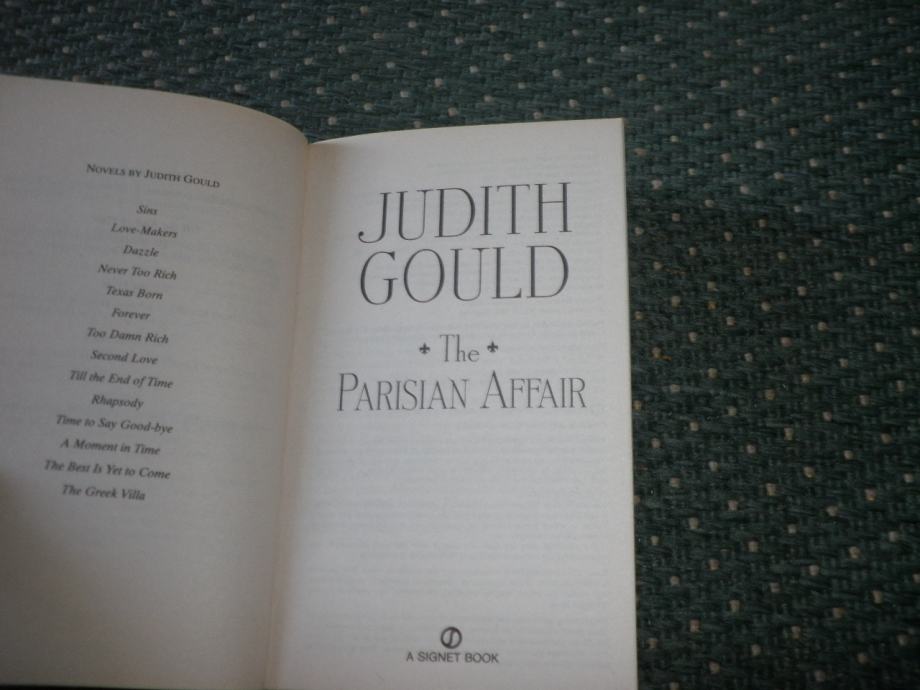 NOVELS BY JUDITH GOULD
Sins
Love-Makers
Dazzle
Never Too Rich
Texas Born
Forever
Too Damn Rich
Second Love
Till the End of Time
Rhapsody
Time to Say Good-bye
A Moment in Time
The Best Is Yet to Come
The Greek Villa
JUDITH
GOULD
The
PARISIAN AFFAIR
A SIGNET BOOK